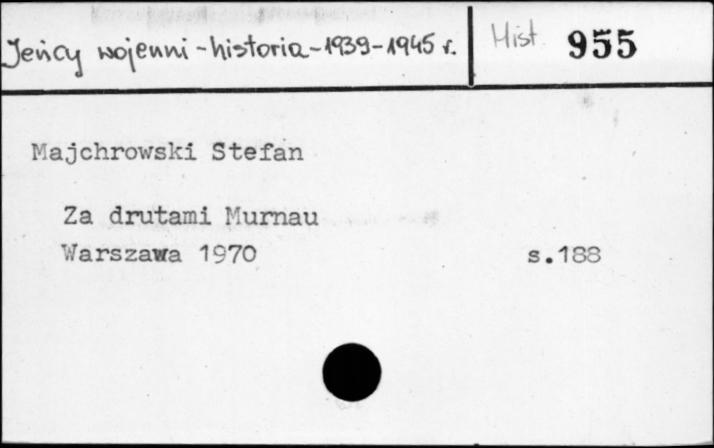 Jeńcy wojenni - historia - 1939 - 1945 r. Hist 955
Majchrowski Stefan
Za drutami Murnau
Warszawa 1970 s.188